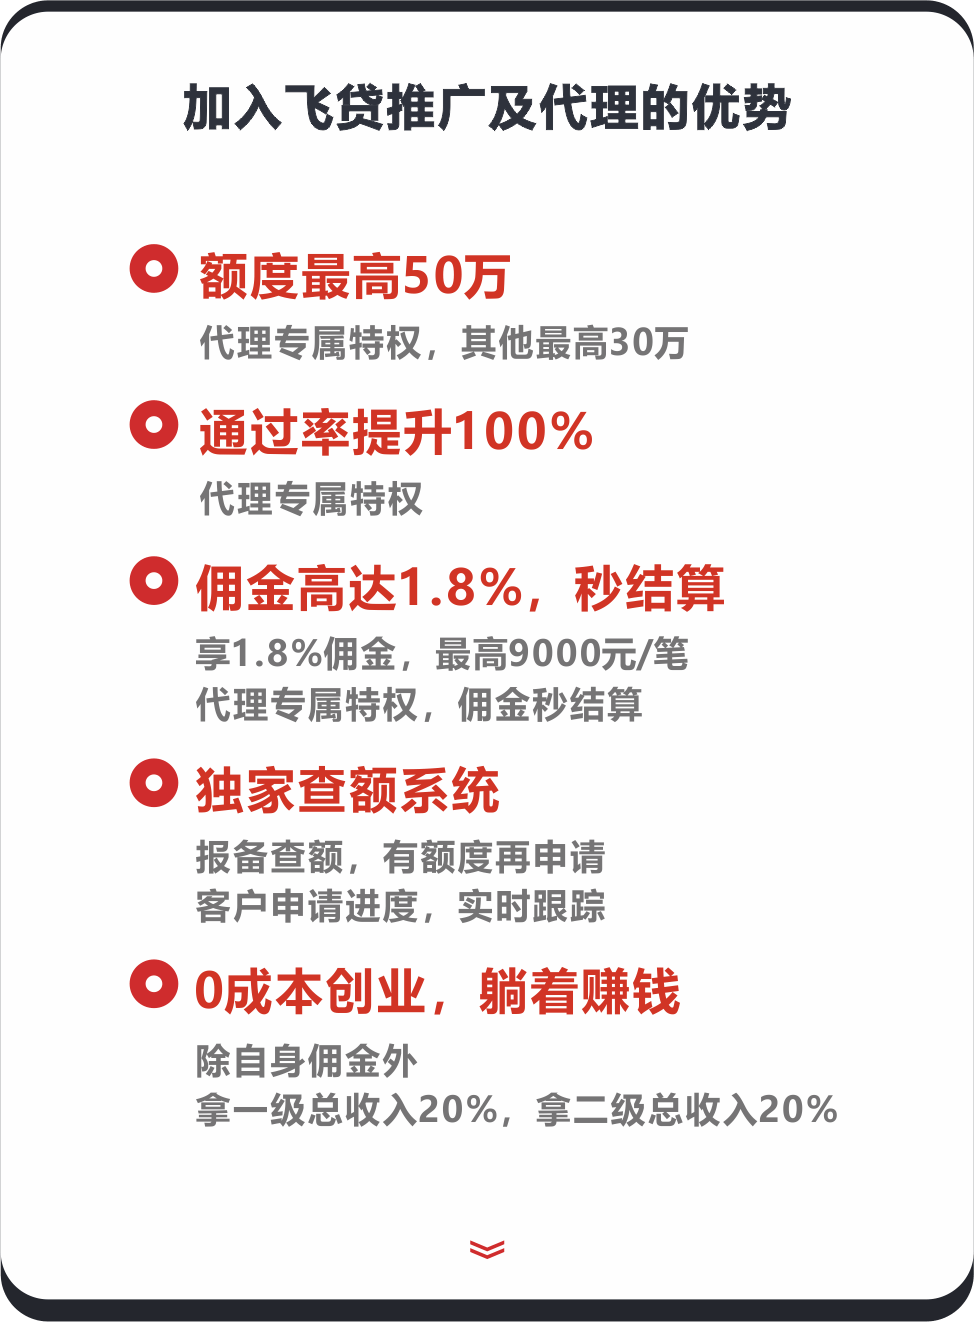 加入飞贷推广及代理的优势
额度最高50万
代理专属特权，其他最高30万
通过率提升100%
代理专属特权
佣金高达1.8%，秒结算
享1.8%佣金，最高9000元/笔
代理专属特权，佣金秒结算
独家查额系统
报备查额，有额度再申请
客户申请进度，实时跟踪
0成本创业，躺着赚钱
除自身佣金外
拿一级总收入20%，拿二级总收入20%